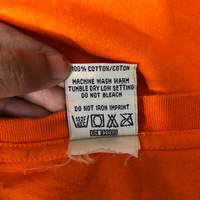 100% COTTON/COTON
MACHINE WASH WARM
TUMBLE DRY LOW SETTING
DO NOT BLEACH
DO NOT IRON IMPRINT